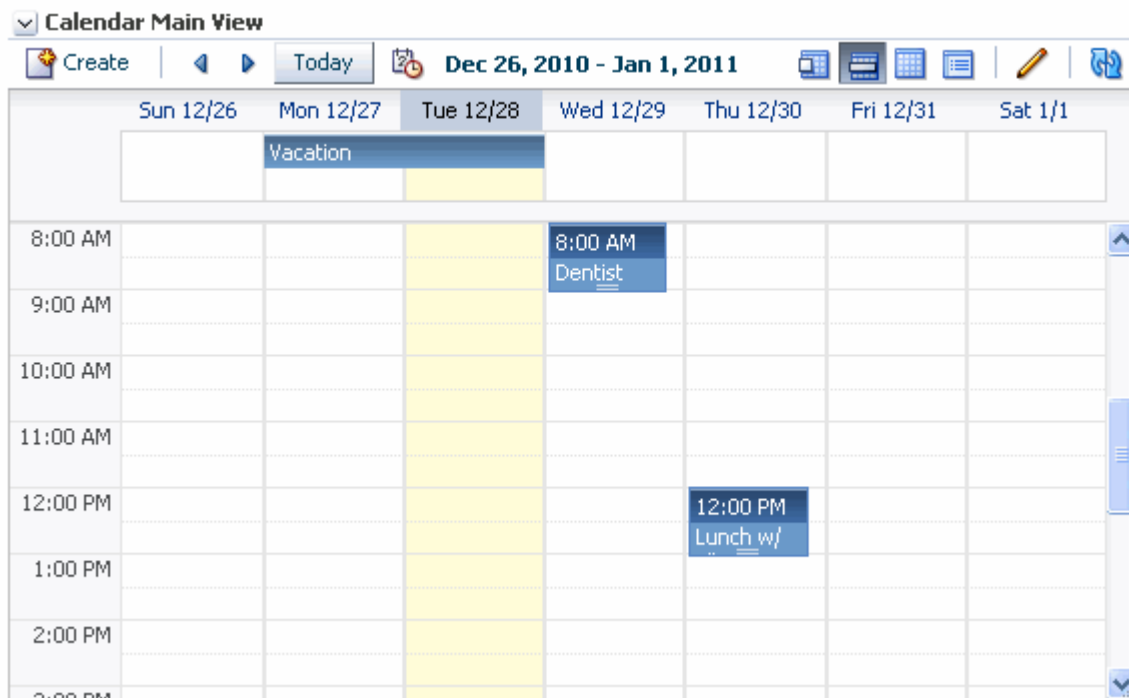 Calendar Main View
Create Today Dec 26, 2010 - Jan 1, 2011
Sun 12/26 Mon 12/27 Tue 12/28 Wed 12/29 Thu 12/30 Fri 12/31 Sat 1/1
Vacation
8:00 AM 8:00 AM
Dentist
9:00 AM
10:00 AM
11:00 AM
12:00 PM 12:00 PM
Lunch w/
1:00 PM
2:00 PM